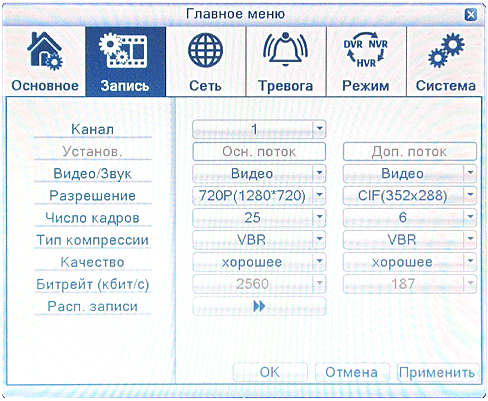 Главное меню
DVR NVR
HVR
Основное Запись Сеть Тревога Режим Система
Канал 1
Установ. Осн. поток Доп. поток
Видео/Звук Видео Видео
Разрешение 720P(1280*720) CIF(352x288)
Число кадров 25 6
Тип компрессии VBR VBR
Качество хорошее хорошее
Битрейт (кбит/с) 2560 187
Расп. записи
OK Отмена Применить